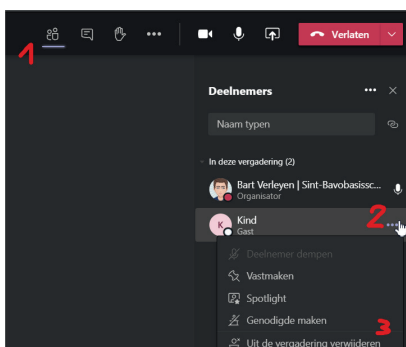 1
Verlaten
Deelnemers
Naam typen
In deze vergadering (2)
Bart Verleyen | Sint-Bavobasissc...
Organisator
K
Kind
Gast
2
Deelnemer dempen
Vastmaken
Spotlight
Genodigde maken
3
Uit de vergadering verwijderen